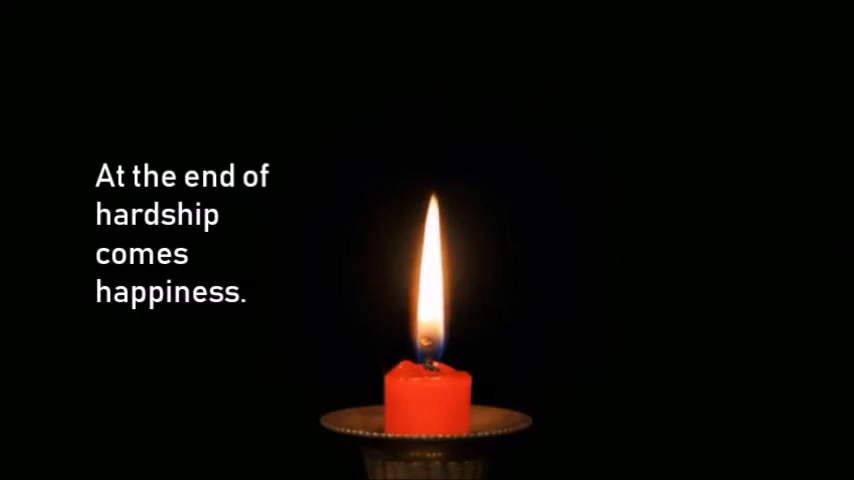 At the end of
hardship
comes
happiness.